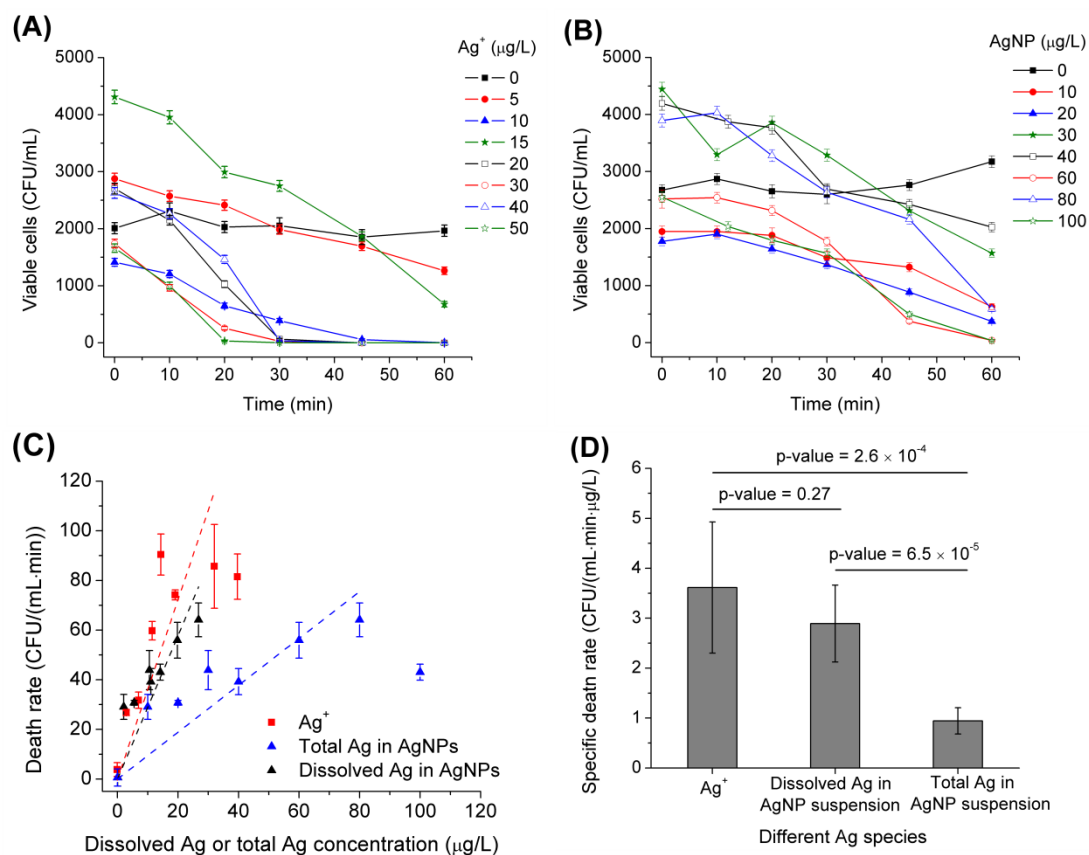 (A)
Ag⁺ (μg/L)
0
5
10
15
20
30
40
50
5000
4000
3000
2000
1000
0
Viable cells (CFU/mL)
0 10 20 30 40 50 60
Time (min)
(B)
AgNP (μg/L)
0
10
20
30
40
60
80
100
5000
4000
3000
2000
1000
0
Viable cells (CFU/mL)
0 10 20 30 40 50 60
Time (min)
(C)
120
100
80
60
40
20
0
Death rate (CFU/(mL·min))
Ag⁺
Total Ag in AgNPs
Dissolved Ag in AgNPs
0 20 40 60 80 100 120
Dissolved Ag or total Ag concentration (μg/L)
(D)
p-value = 2.6 × 10⁻⁴
p-value = 0.27
p-value = 6.5 × 10⁻⁵
6
5
4
3
2
1
0
Specific deatn rate (CFU/(mL·min·μg/L)
Ag⁺
Dissolved Ag in
AgNP suspension
Total Ag in
AgNP suspension
Different Ag species